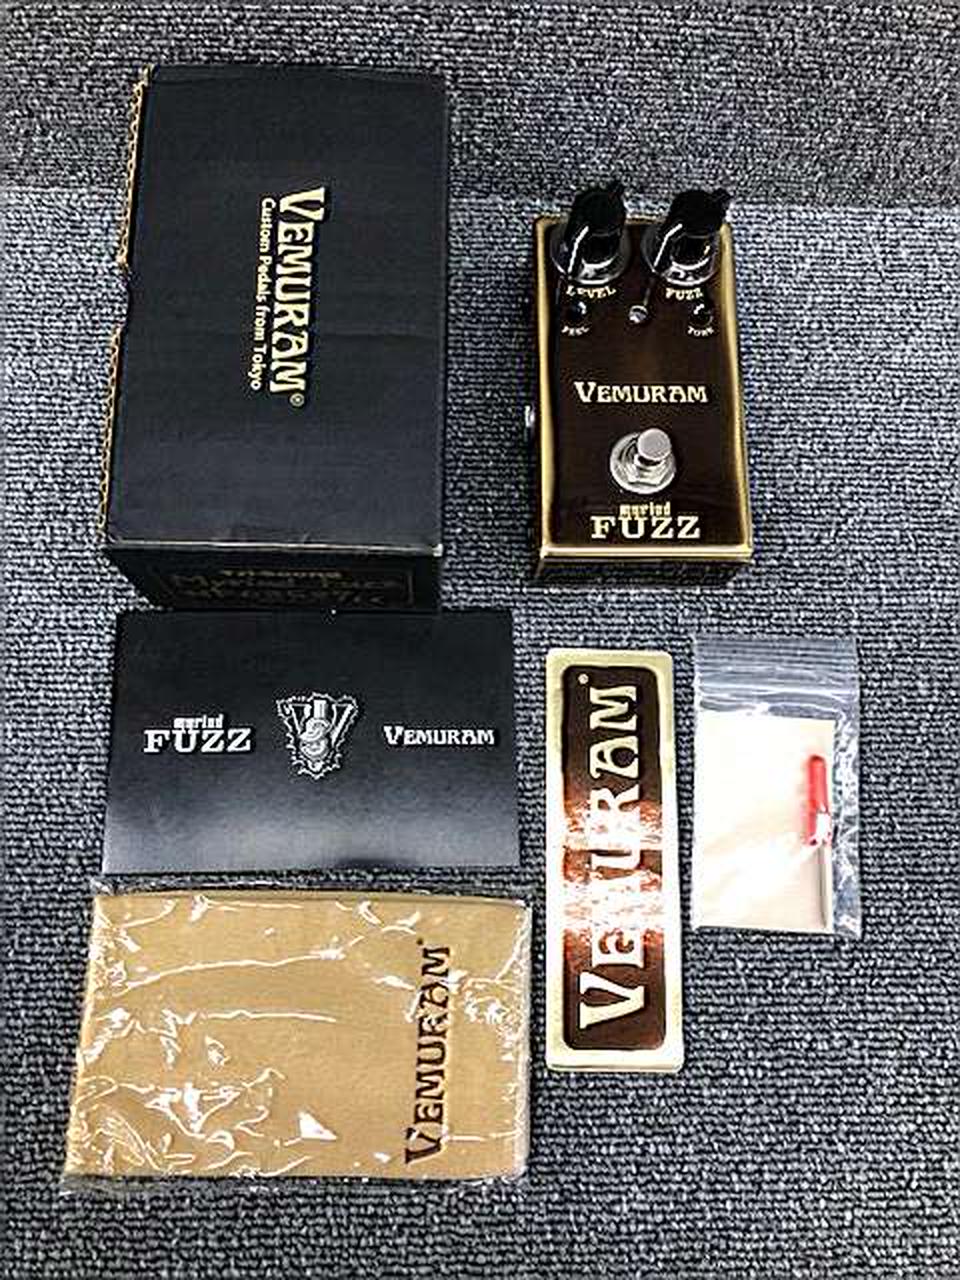 VEMURAM®
Custom Pedals from Tokyo
LEVEL FUZZ
TONE
VEMURAM
myriad
FUZZ
myriad
FUZZ
VEMURAM
VEMURAM®
VEMURAM®